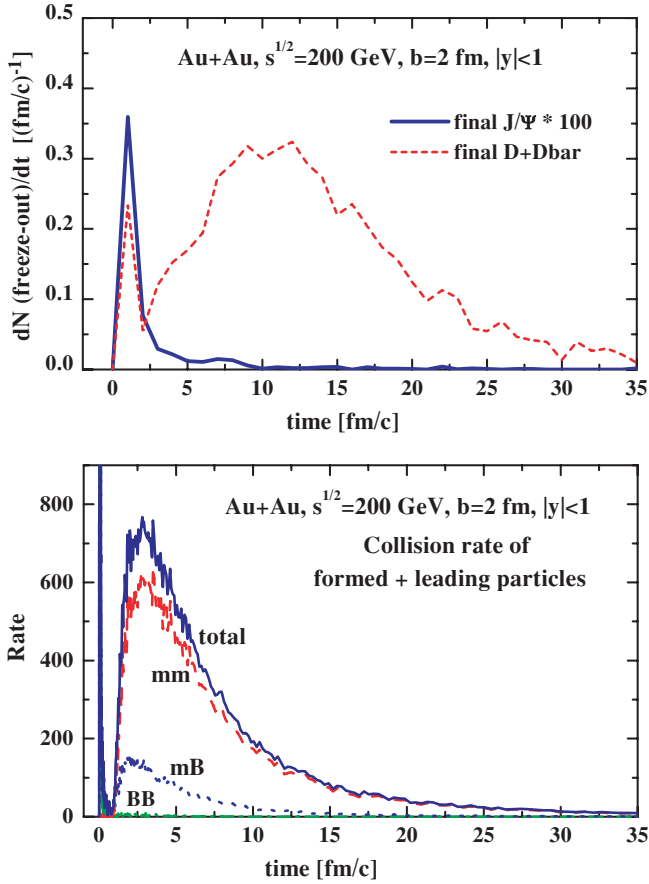 0.5
Au+Au, s^1/2=200 GeV, b=2 fm, |y|<1
0.4
final J/Ψ * 100
final D+Dbar
0.3
0.2
0.1
0.0
dN (freeze-out)/dt [(fm/c)^-1]
0 5 10 15 20 25 30 35
time [fm/c]
800
Au+Au, s^1/2=200 GeV, b=2 fm, |y|<1
Collision rate of
formed + leading particles
600
400
200
0
Rate
total
mm
mB
BB
0 5 10 15 20 25 30 35
time [fm/c]